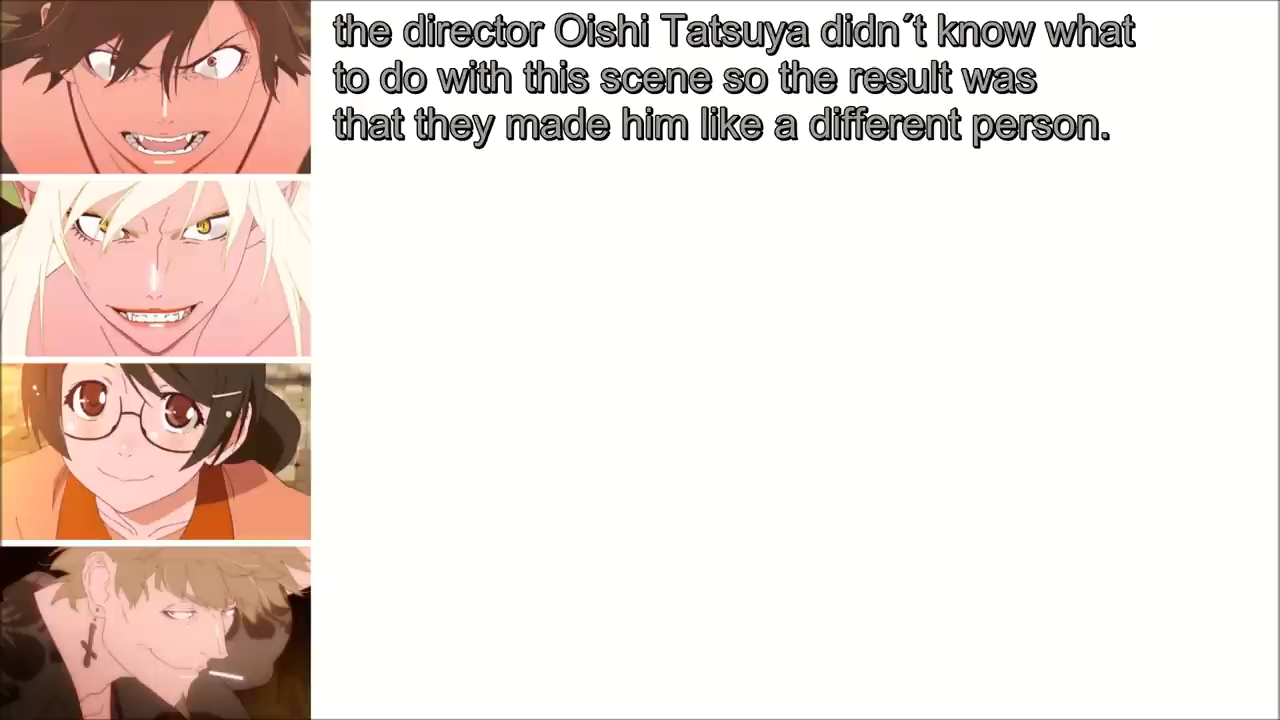 the director Oishi Tatsuya didn´t know what
to do with this scene so the result was
that they made him like a different person.